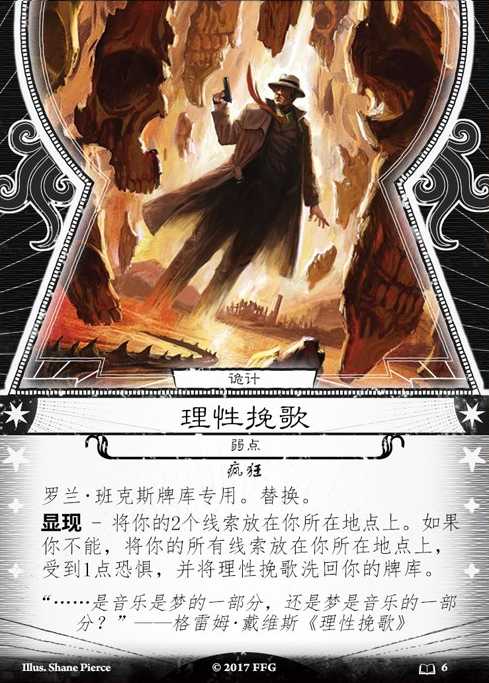 诡计
理性挽歌
弱点
疯狂
罗兰·班克斯牌库专用。替换。
显现 – 将你的2个线索放在你所在地点上。如果
你不能，将你的所有线索放在你所在地点上，
受到1点恐惧，并将理性挽歌洗回你的牌库。
“……是音乐是梦的一部分，还是梦是音乐的一部
分？”——格雷姆·戴维斯《理性挽歌》
Illus. Shane Pierce © 2017 FFG 6